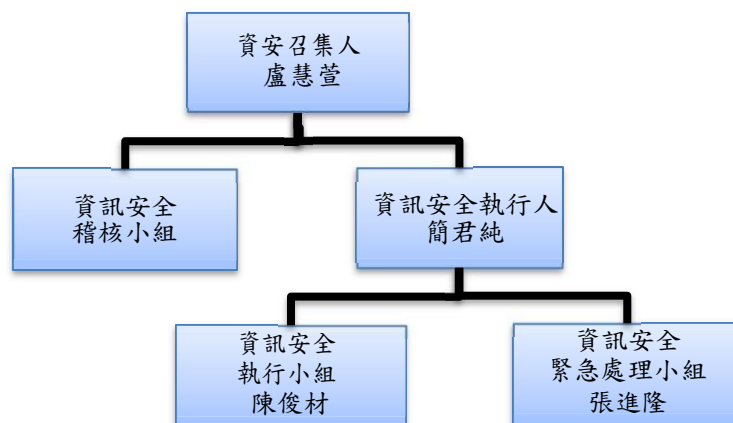 資安召集人
盧慧萱
資訊安全
稽核小組
資訊安全執行人
簡君純
資訊安全
執行小組
陳俊材
資訊安全
緊急處理小組
張進隆